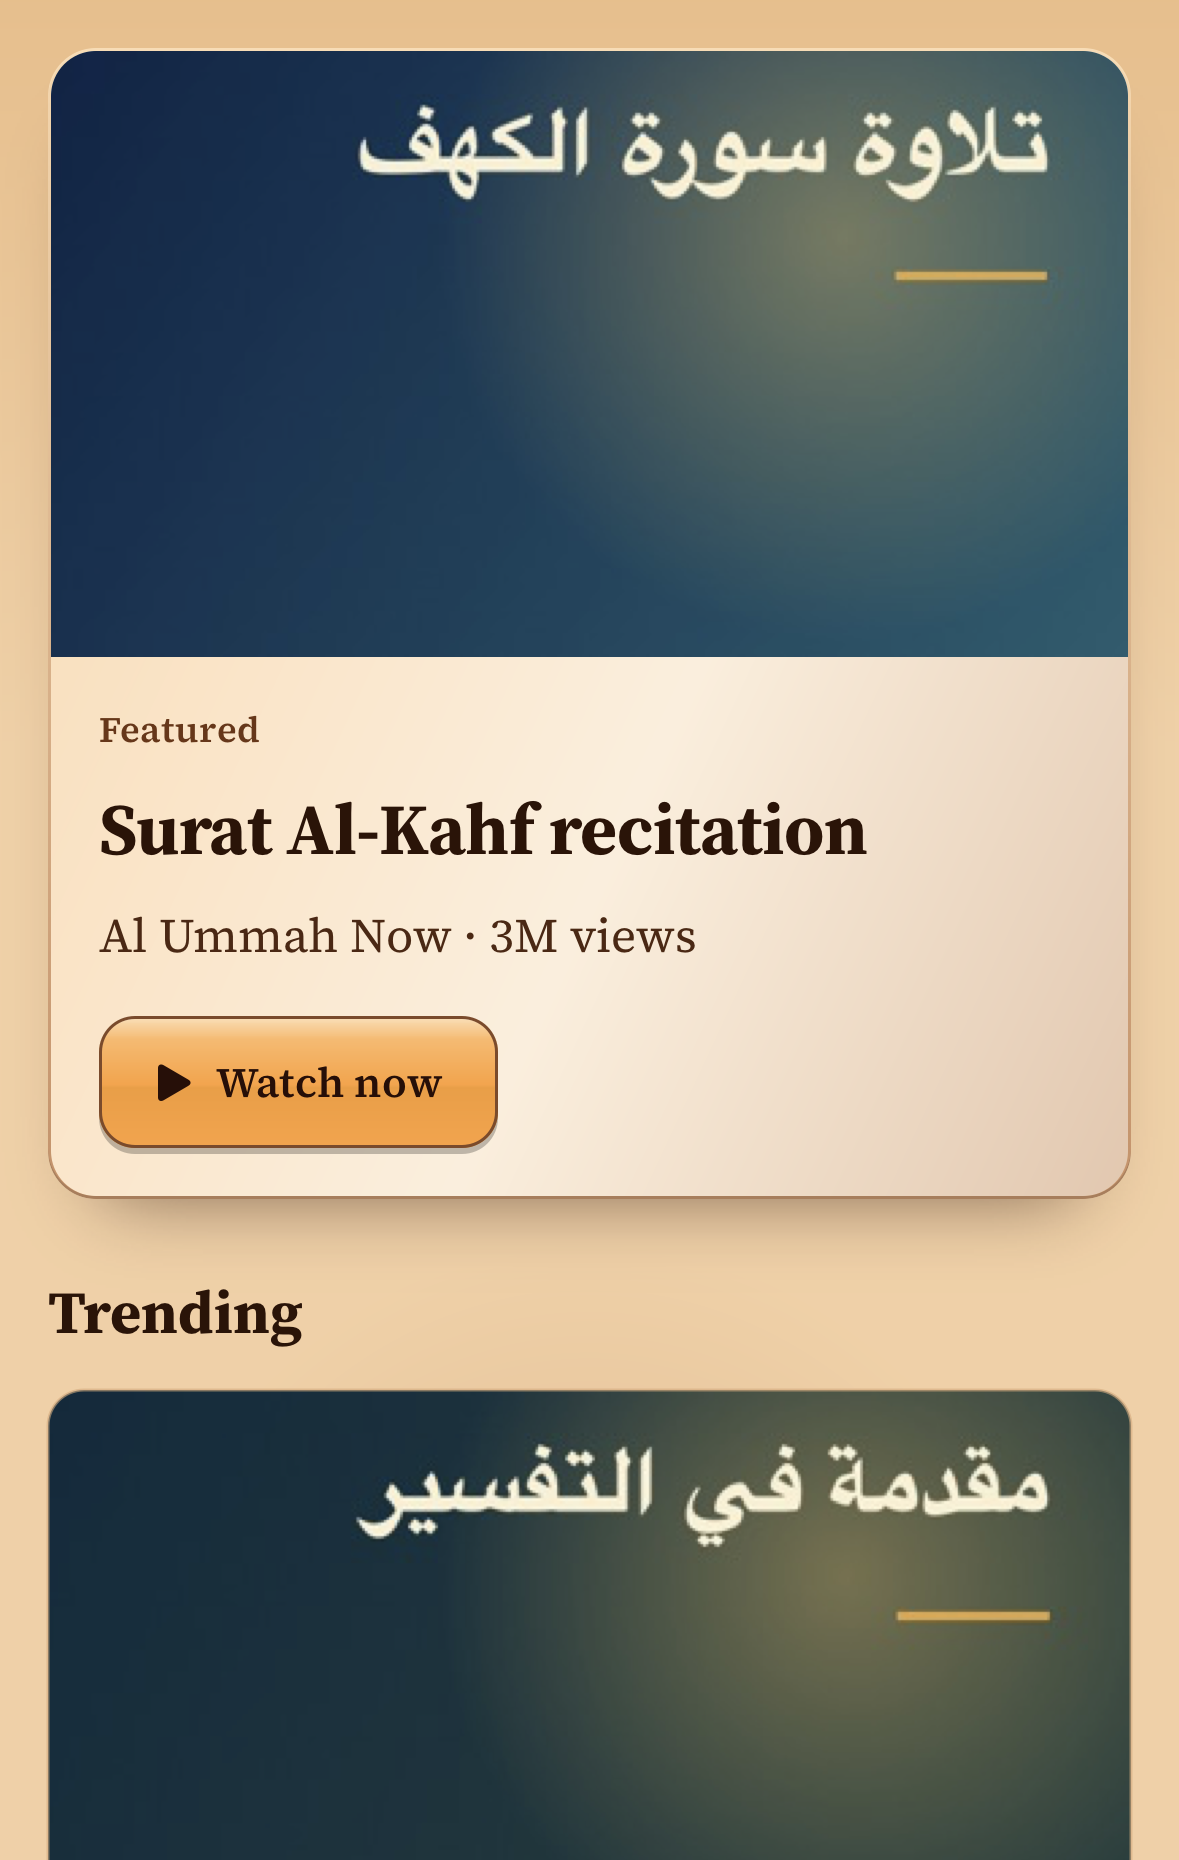 تلاوة سورة الكهف
Featured
Surat Al-Kahf recitation
Al Ummah Now · 3M views
Watch now
Trending
مقدمة في التفسير